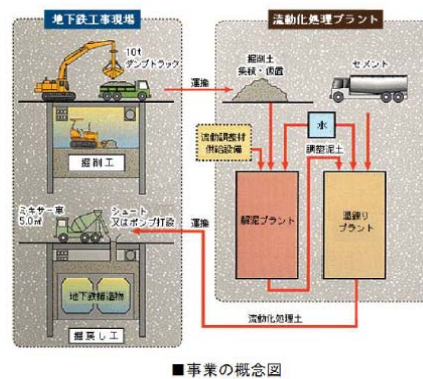 地下鉄工事現場
流動化処理プラント
10t
ダンプトラック
運搬
掘削土
集積・仮置
セメント
掘削工
流動調整材
供給設備
水
調整泥土
ミキサー車
5.0㎥
シュート
又はポンプ打設
運搬
解泥プラント
混練り
プラント
地下鉄構造物
流動化処理土
掘戻し工
■事業の概念図